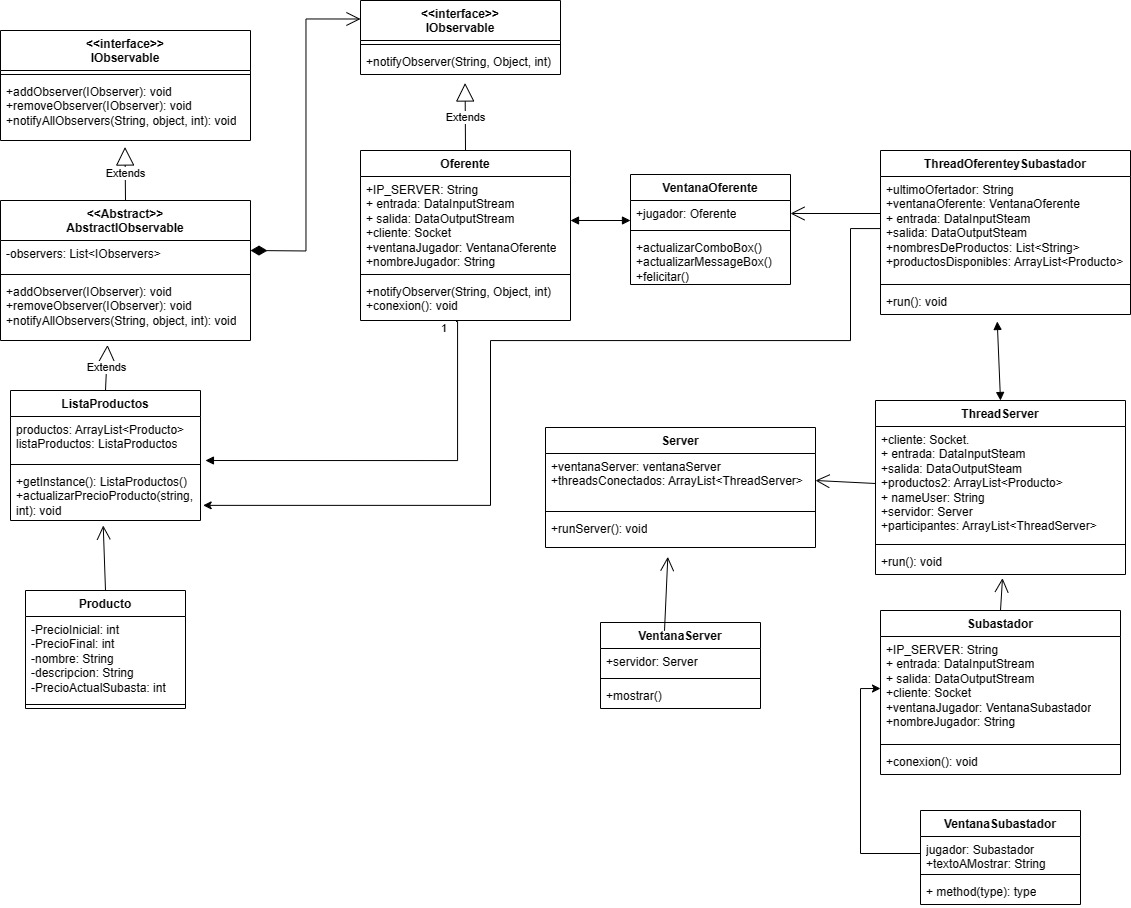 <<interface>>
IObservable
+addObserver(IObserver): void
+removeObserver(IObserver): void
+notifyAllObservers(String, object, int): void
<<interface>>
IObservable
+notifyObserver(String, Object, int)
Extends
Extends
<<Abstract>>
AbstractIObservable
-observers: List<IObservers>
+addObserver(IObserver): void
+removeObserver(IObserver): void
+notifyAllObservers(String, object, int): void
Oferente
+IP_SERVER: String
+ entrada: DataInputStream
+ salida: DataOutputStream
+cliente: Socket
+ventanaJugador: VentanaOferente
+nombreJugador: String
+notifyObserver(String, Object, int)
+conexion(): void
1
VentanaOferente
+jugador: Oferente
+actualizarComboBox()
+actualizarMessageBox()
+felicitar()
ThreadOferenteySubastador
+ultimoOfertador: String
+ventanaOferente: VentanaOferente
+ entrada: DataInputSteam
+salida: DataOutputSteam
+nombresDeProductos: List<String>
+productosDisponibles: ArrayList<Producto>
+run(): void
Extends
ListaProductos
productos: ArrayList<Producto>
listaProductos: ListaProductos
+getInstance(): ListaProductos()
+actualizarPrecioProducto(string,
int): void
Server
+ventanaServer: ventanaServer
+threadsConectados: ArrayList<ThreadServer>
+runServer(): void
ThreadServer
+cliente: Socket.
+ entrada: DataInputSteam
+salida: DataOutputSteam
+productos2: ArrayList<Producto>
+ nameUser: String
+servidor: Server
+participantes: ArrayList<ThreadServer>
+run(): void
Producto
-PrecioInicial: int
-PrecioFinal: int
-nombre: String
-descripcion: String
-PrecioActualSubasta: int
VentanaServer
+servidor: Server
+mostrar()
Subastador
+IP_SERVER: String
+ entrada: DataInputStream
+ salida: DataOutputStream
+cliente: Socket
+ventanaJugador: VentanaSubastador
+nombreJugador: String
+conexion(): void
VentanaSubastador
jugador: Subastador
+textoAMostrar: String
+ method(type): type